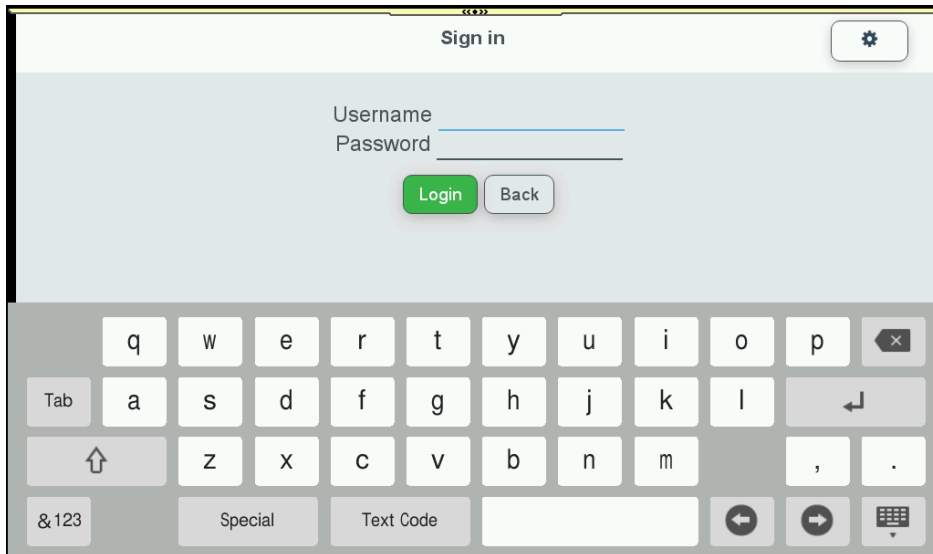 Sign in
Username
Password
Login Back
q w e r t y u i o p
Tab a s d f g h j k l
z x c v b n m , .
&123 Special Text Code